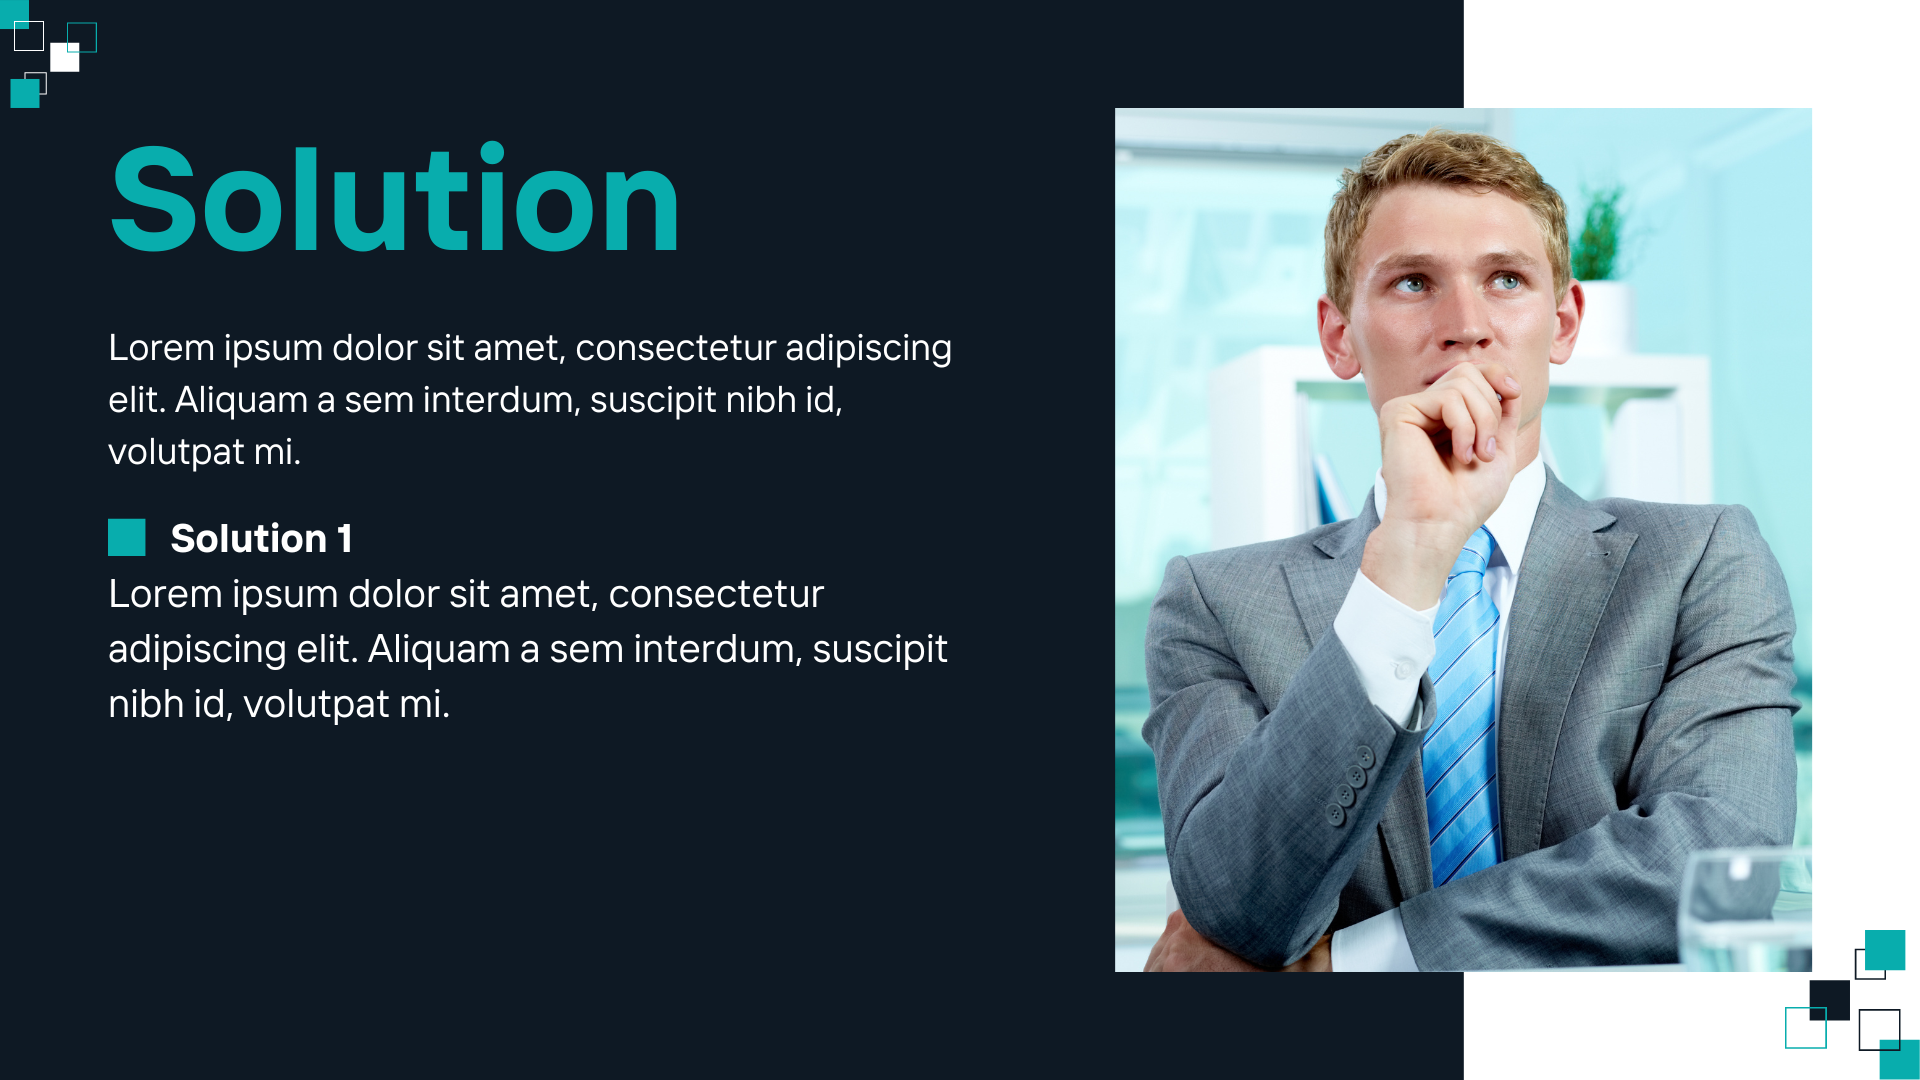 Solution
Lorem ipsum dolor sit amet, consectetur adipiscing
elit. Aliquam a sem interdum, suscipit nibh id,
volutpat mi.
Solution 1
Lorem ipsum dolor sit amet, consectetur
adipiscing elit. Aliquam a sem interdum, suscipit
nibh id, volutpat mi.